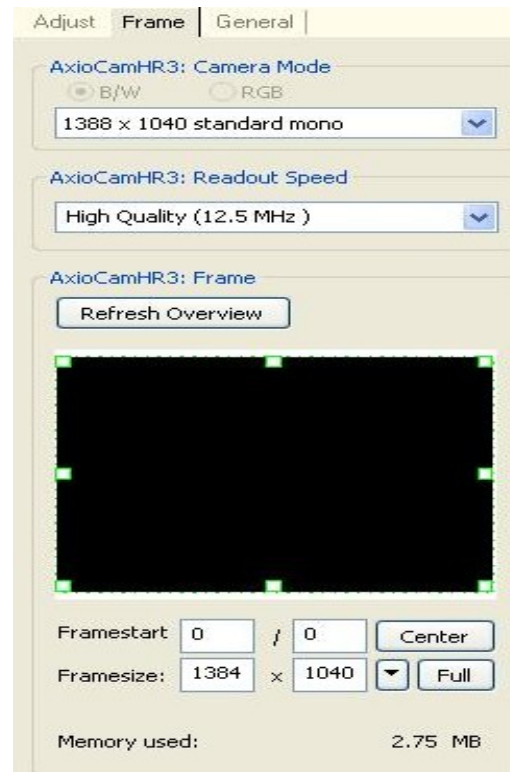 Adjust Frame General
AxioCamHR3: Camera Mode
B/W RGB
1388 x 1040 standard mono
AxioCamHR3: Readout Speed
High Quality (12.5 MHz )
AxioCamHR3: Frame
Refresh Overview
Framestart 0 / 0 Center
Framesize: 1384 x 1040 Full
Memory used: 2.75 MB